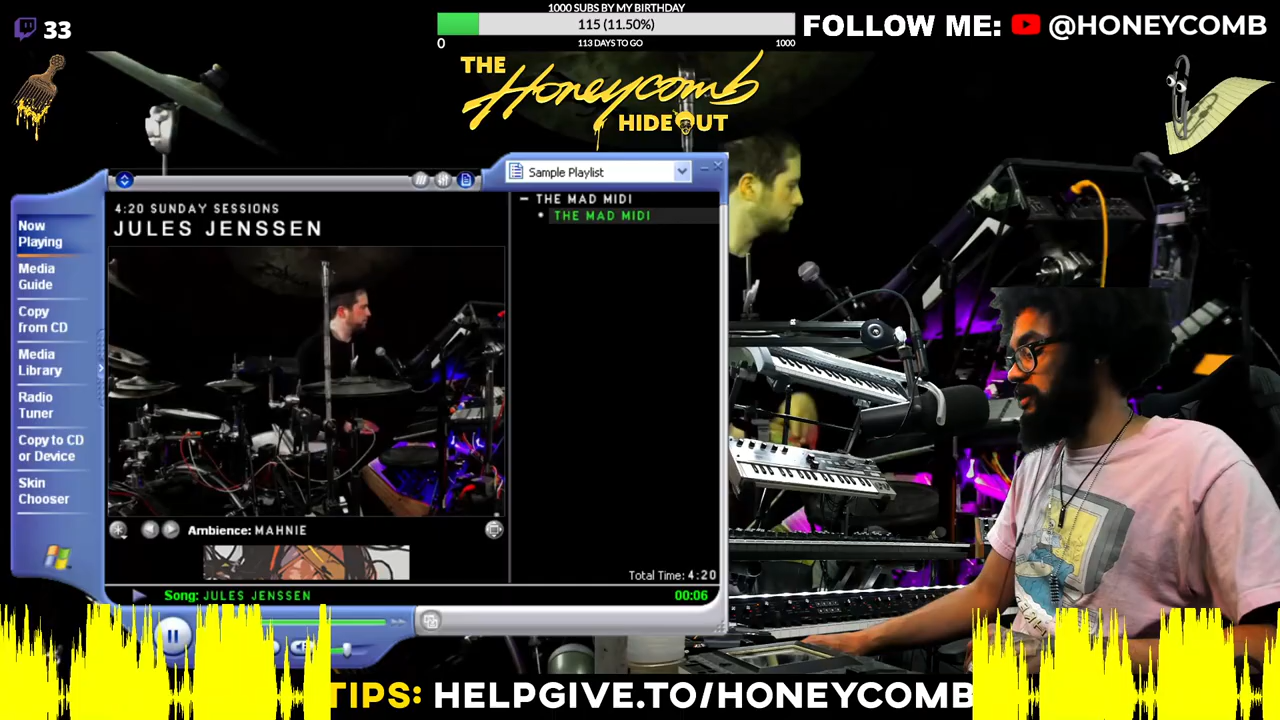 33
1000 SUBS BY MY BIRTHDAY
115 (11.50%)
0
113 DAYS TO GO
1000
FOLLOW ME: @HONEYCOMB
THE
Honeycomb
HIDEOUT
Sample Playlist
THE MAD MIDI
THE MAD MIDI
4:20 SUNDAY SESSIONS
JULES JENSSEN
Now
Playing
Media
Guide
Copy
from CD
Media
Library
Radio
Tuner
Copy to CD
or Device
Skin
Chooser
Ambience: MAHNIE
Total Time: 4:20
Song: JULES JENSSEN
00:06
TIPS: HELPGIVE.TO/HONEYCOMB